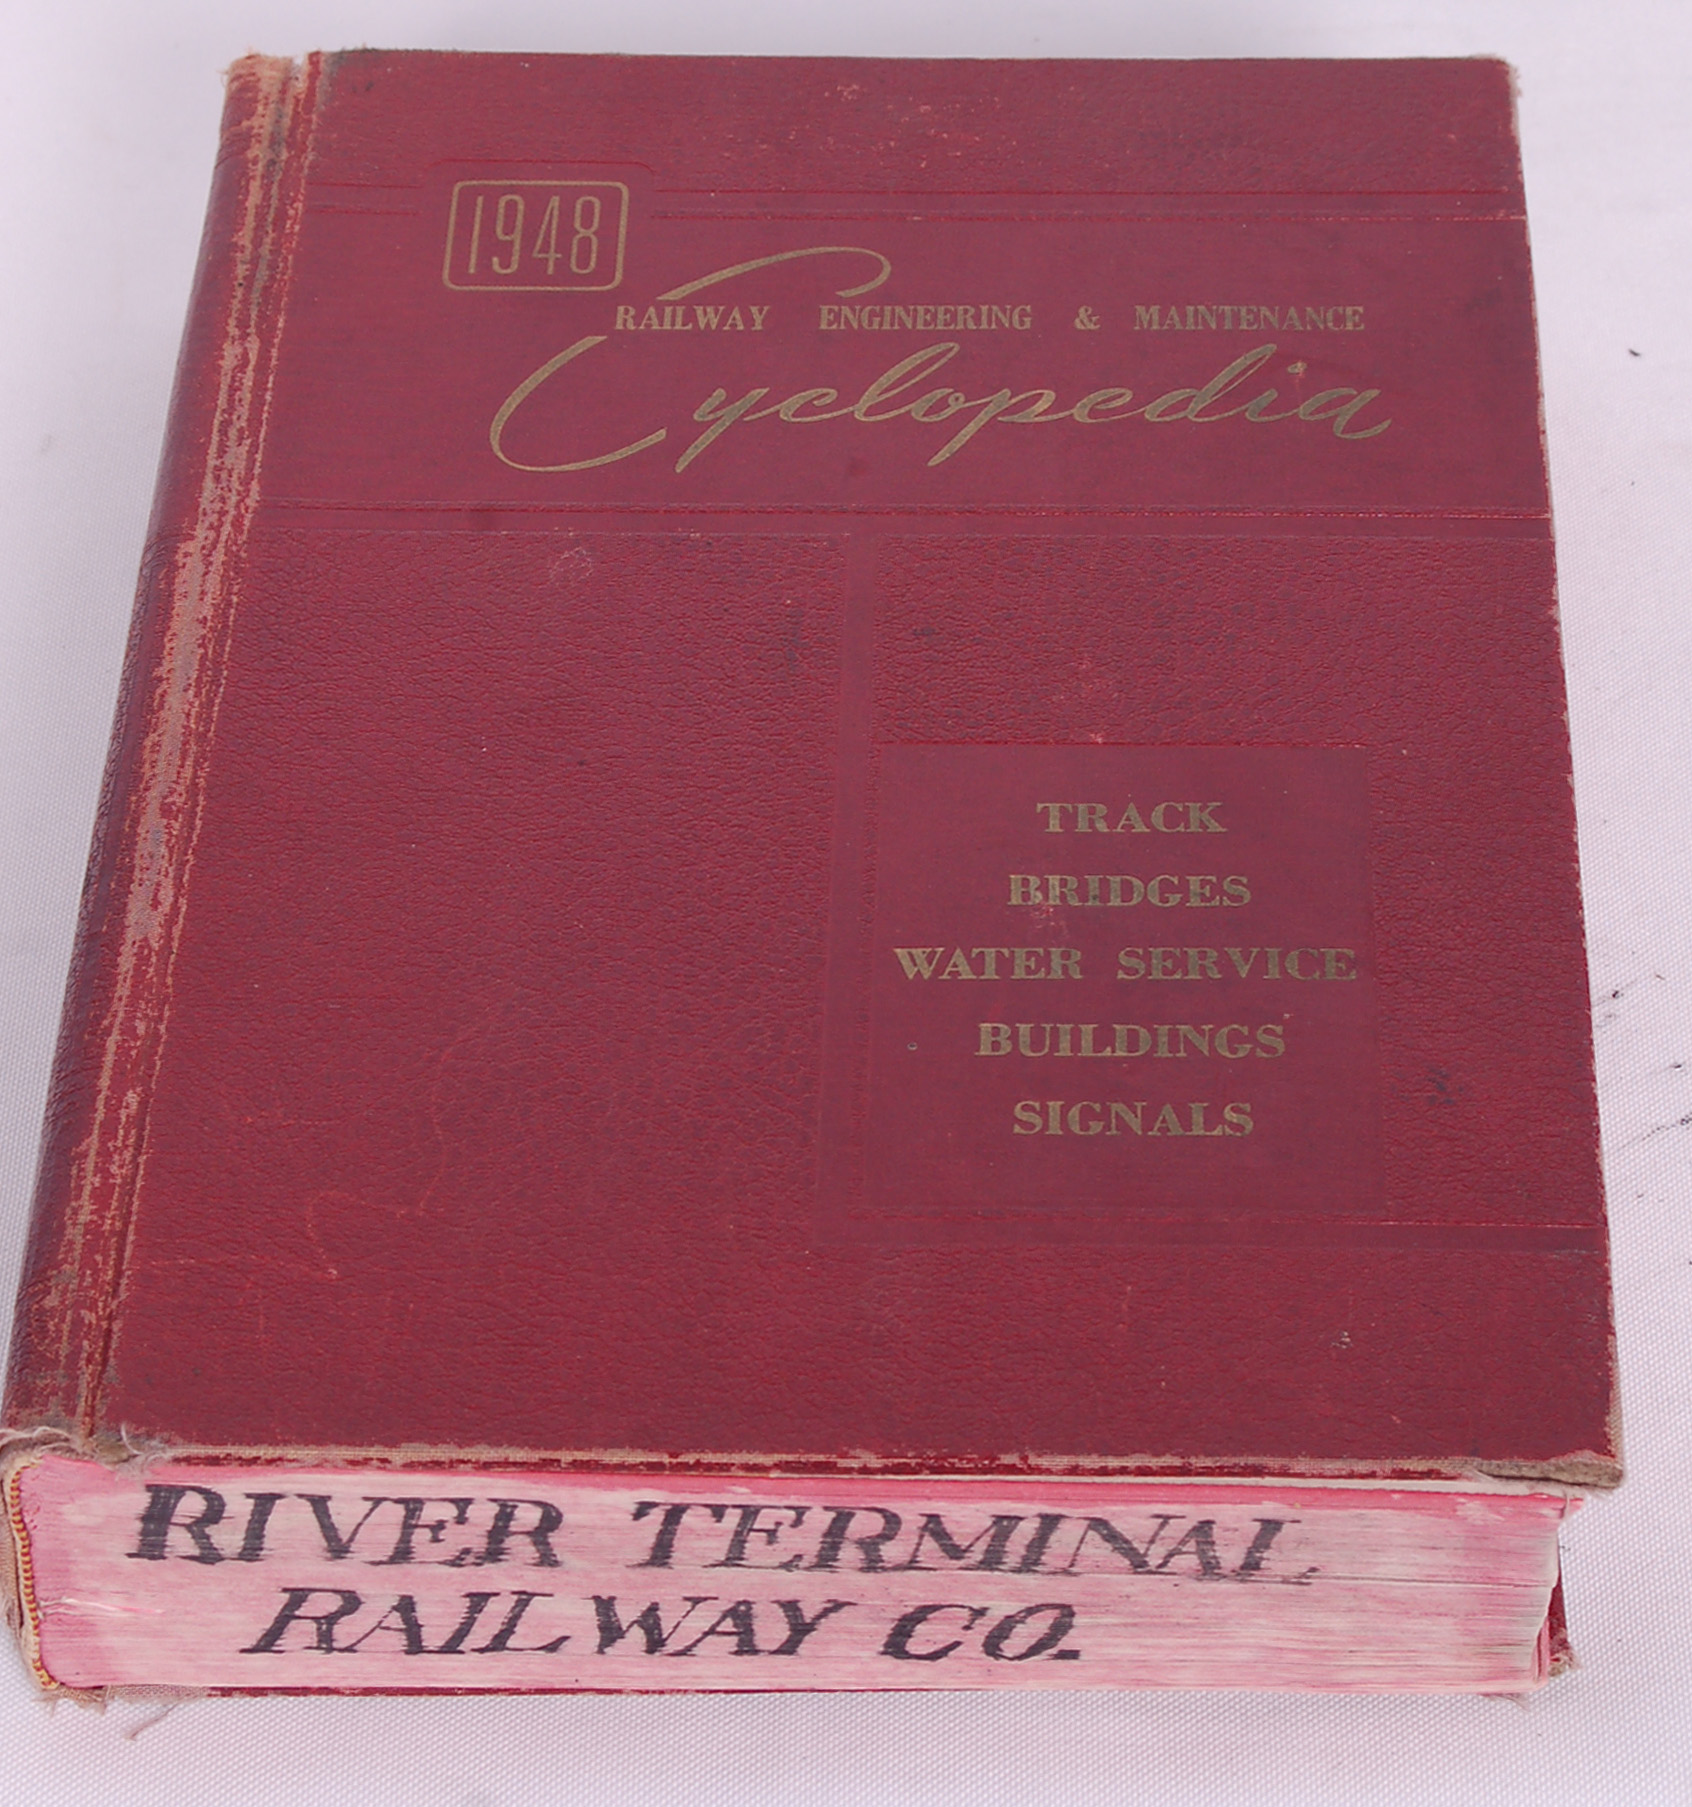 1948
RAILWAY ENGINEERING & MAINTENANCE
Cyclopedia
TRACK
BRIDGES
WATER SERVICE
BUILDINGS
SIGNALS
RIVER TERMINAL
RAILWAY CO.